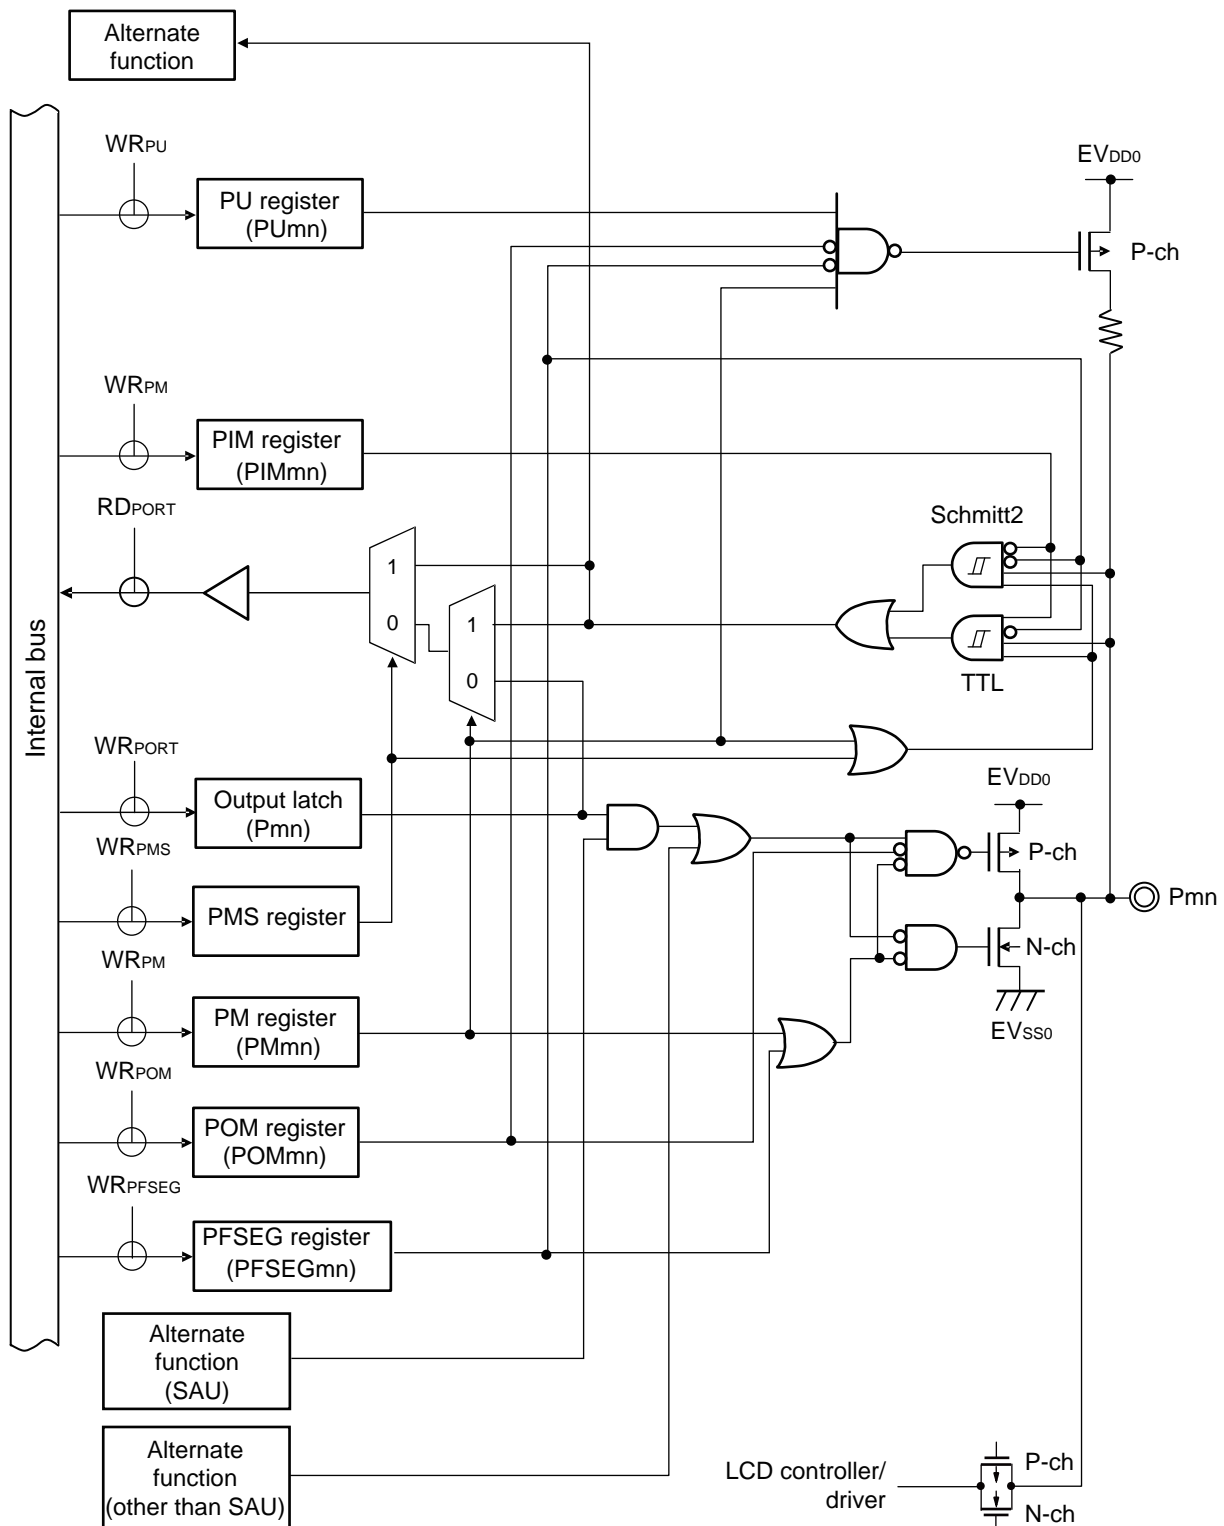 Alternate
function
WRPU
PU register
(PUmn)
EVDD0
P-ch
WRPM
PIM register
(PIMmn)
RDPORT
Schmitt2
1
0
1
0
TTL
Internal bus
WRPORT
Output latch
(Pmn)
EVDD0
P-ch
WRPMS
PMS register
Pmn
N-ch
WRPM
PM register
(PMmn)
EVSS0
WRPOM
POM register
(POMmn)
WRPFSEG
PFSEG register
(PFSEGmn)
Alternate
function
(SAU)
Alternate
function
(other than SAU)
LCD controller/
driver
P-ch
N-ch